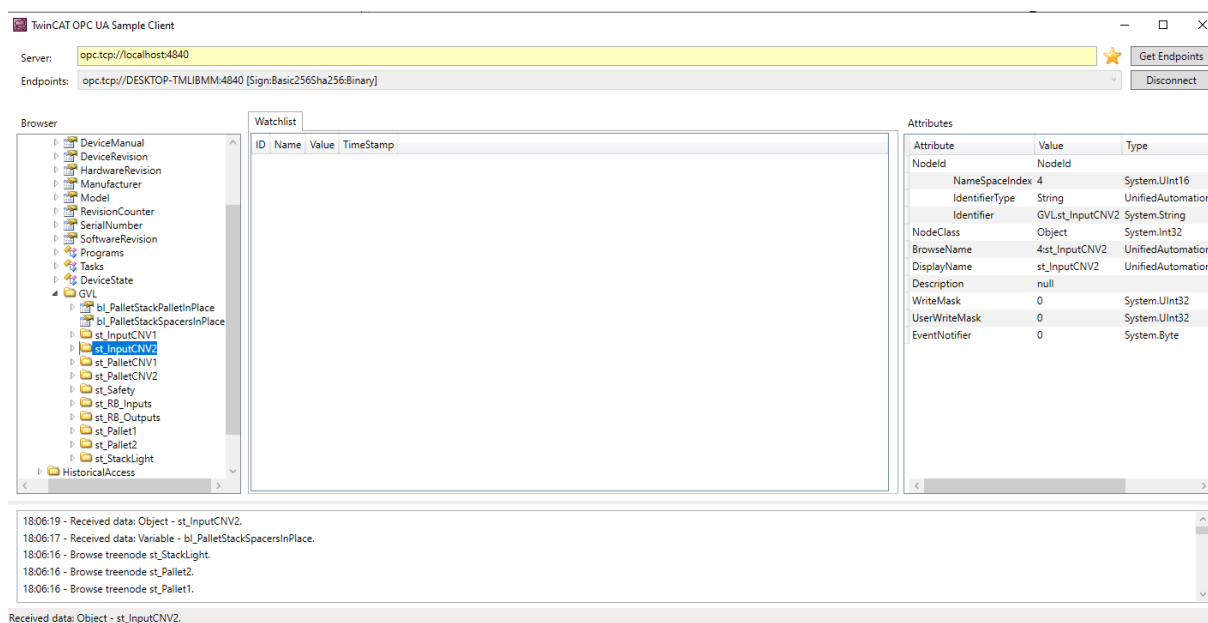 TwinCAT OPC UA Sample Client
Server: opc.tcp://localhost:4840 Get Endpoints
Endpoints: opc.tcp://DESKTOP-TMLIBMM:4840 [Sign:Basic256Sha256:Binary] Disconnect
Browser
DeviceManual
DeviceRevision
HardwareRevision
Manufacturer
Model
RevisionCounter
SerialNumber
SoftwareRevision
Programs
Tasks
DeviceState
GVL
bl_PalletStackPalletInPlace
bl_PalletStackSpacersInPlace
st_InputCNV1
st_InputCNV2
st_PalletCNV1
st_PalletCNV2
st_Safety
st_RB_Inputs
st_RB_Outputs
st_Pallet1
st_Pallet2
st_StackLight
HistoricalAccess
Watchlist
ID Name Value TimeStamp
Attributes
Attribute Value Type
NodeId NodeId
NameSpaceIndex 4 System.UInt16
IdentifierType String UnifiedAutomation
Identifier GVL.st_InputCNV2 System.String
NodeClass Object System.Int32
BrowseName 4:st_InputCNV2 UnifiedAutomation
DisplayName st_InputCNV2 UnifiedAutomation
Description null
WriteMask 0 System.UInt32
UserWriteMask 0 System.UInt32
EventNotifier 0 System.Byte
18:06:19 - Received data: Object - st_InputCNV2.
18:06:17 - Received data: Variable - bl_PalletStackSpacersInPlace.
18:06:16 - Browse treenode st_StackLight.
18:06:16 - Browse treenode st_Pallet2.
18:06:16 - Browse treenode st_Pallet1.
Received data: Object - st_InputCNV2.